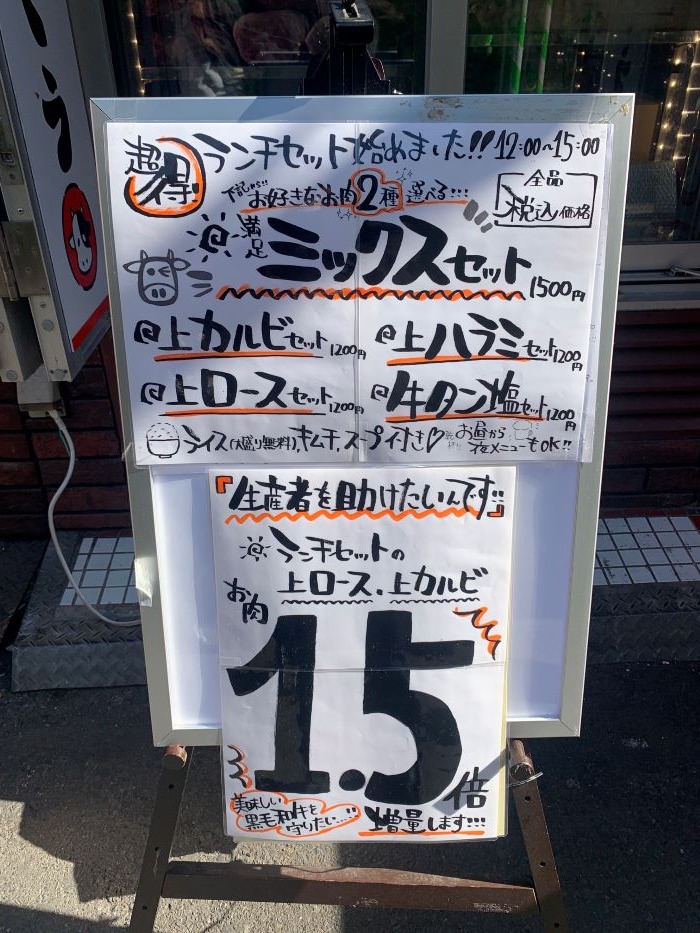 超得 ランチセット始めました!! 12:00~15:00
下記から!! お好きなお肉2種選べる!!!
全品
税込価格
満足
ミックスセット 1500円
@上カルビセット 1200円
@上ハラミセット 1200円
@上ロースセット 1200円
@牛タン塩セット 1200円
ライス(大盛り無料),キムチ,スープ付き♡
お昼から
夜メニューもOK!!
『生産者を助けたいんです!!』
ランチセットの
上ロース.上カルビ
お肉
1.5倍
美味しい
黒毛和牛を
守りたい…!!
増量します!!!